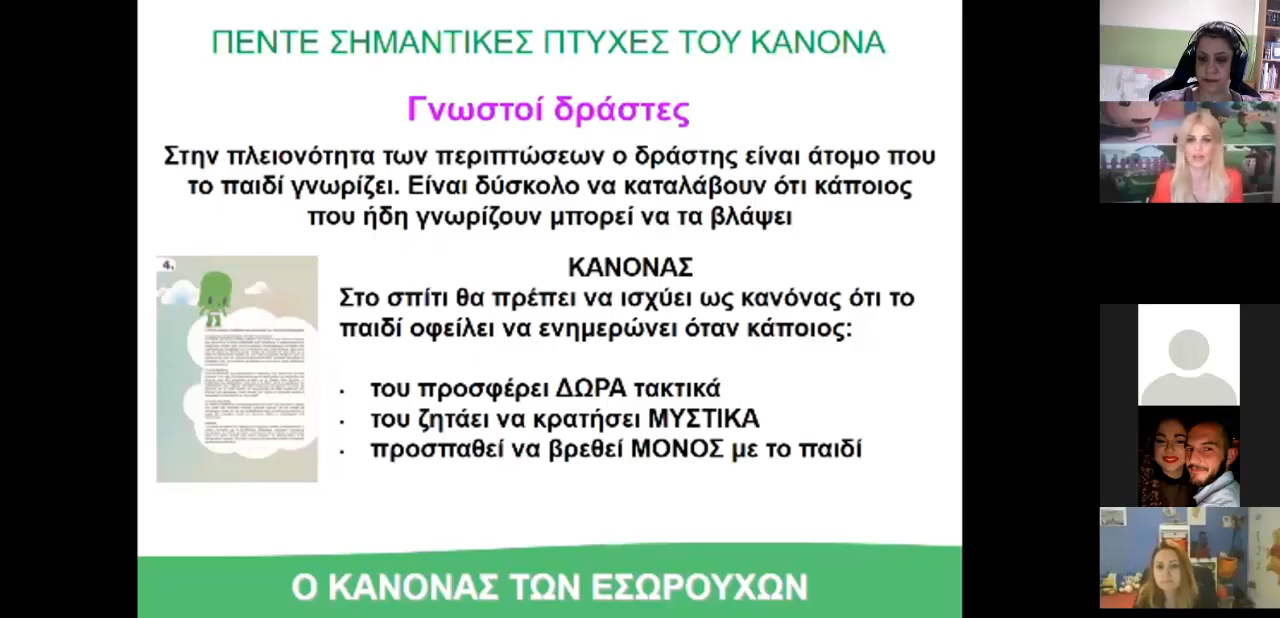 ΠΕΝΤΕ ΣΗΜΑΝΤΙΚΕΣ ΠΤΥΧΕΣ ΤΟΥ ΚΑΝΟΝΑ
Γνωστοί δράστες
Στην πλειονότητα των περιπτώσεων ο δράστης είναι άτομο που
το παιδί γνωρίζει. Είναι δύσκολο να καταλάβουν ότι κάποιος
που ήδη γνωρίζουν μπορεί να τα βλάψει
4.
ΚΑΝΟΝΑΣ
Στο σπίτι θα πρέπει να ισχύει ως κανόνας ότι το
παιδί οφείλει να ενημερώνει όταν κάποιος:
· του προσφέρει ΔΩΡΑ τακτικά
· του ζητάει να κρατήσει ΜΥΣΤΙΚΑ
· προσπαθεί να βρεθεί ΜΟΝΟΣ με το παιδί
Ο ΚΑΝΟΝΑΣ ΤΩΝ ΕΣΩΡΟΥΧΩΝ